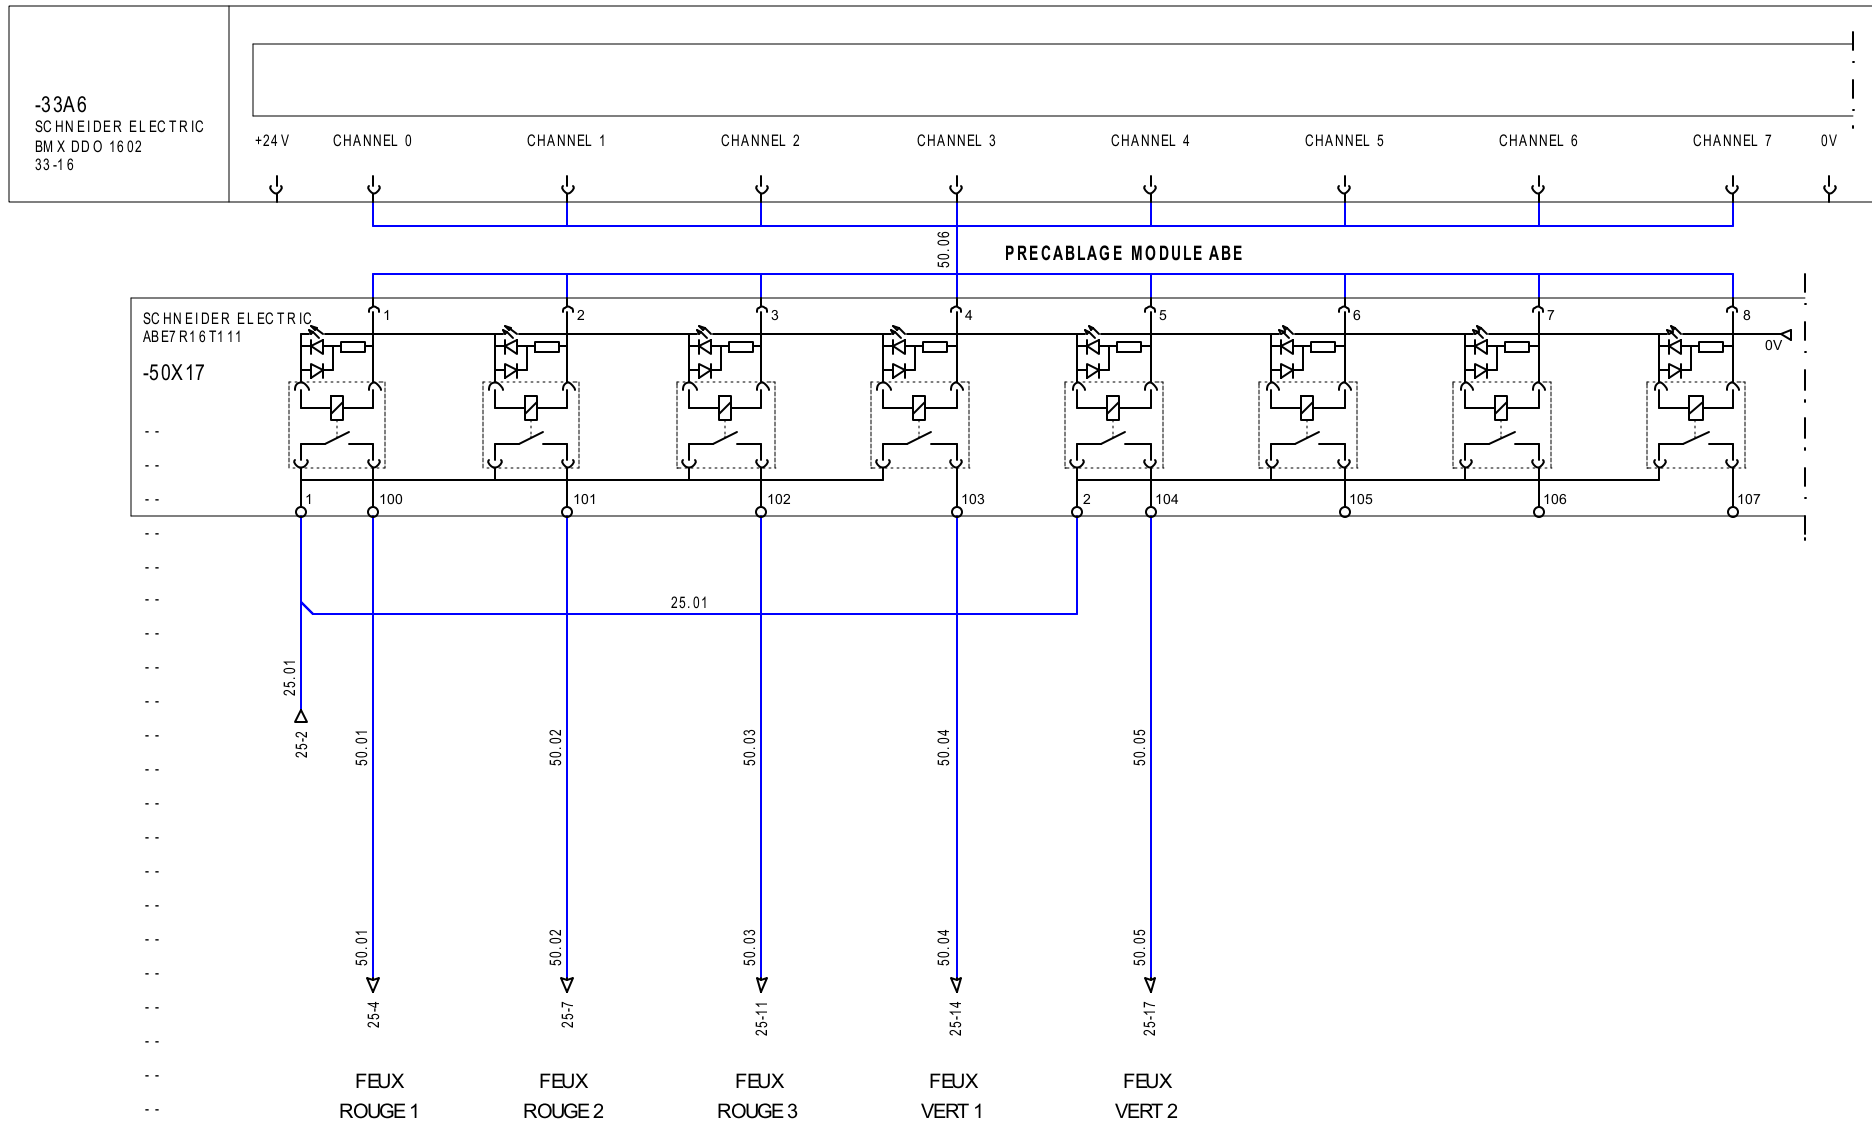 -33A6
SCHNEIDER ELECTRIC
BMX DDO 1602
33-16
+24V CHANNEL 0 CHANNEL 1 CHANNEL 2 CHANNEL 3 CHANNEL 4 CHANNEL 5 CHANNEL 6 CHANNEL 7 0V
50.06
PRECABLAGE MODULE ABE
SCHNEIDER ELECTRIC
ABE7R16T111
-50X17
1 2 3 4 5 6 7 8
0V
1 100 101 102 103 2 104 105 106 107
25.01
25.01
25-2
50.01 50.02 50.03 50.04 50.05
50.01 50.02 50.03 50.04 50.05
25-4 25-7 25-11 25-14 25-17
FEUX FEUX FEUX FEUX FEUX
ROUGE 1 ROUGE 2 ROUGE 3 VERT 1 VERT 2